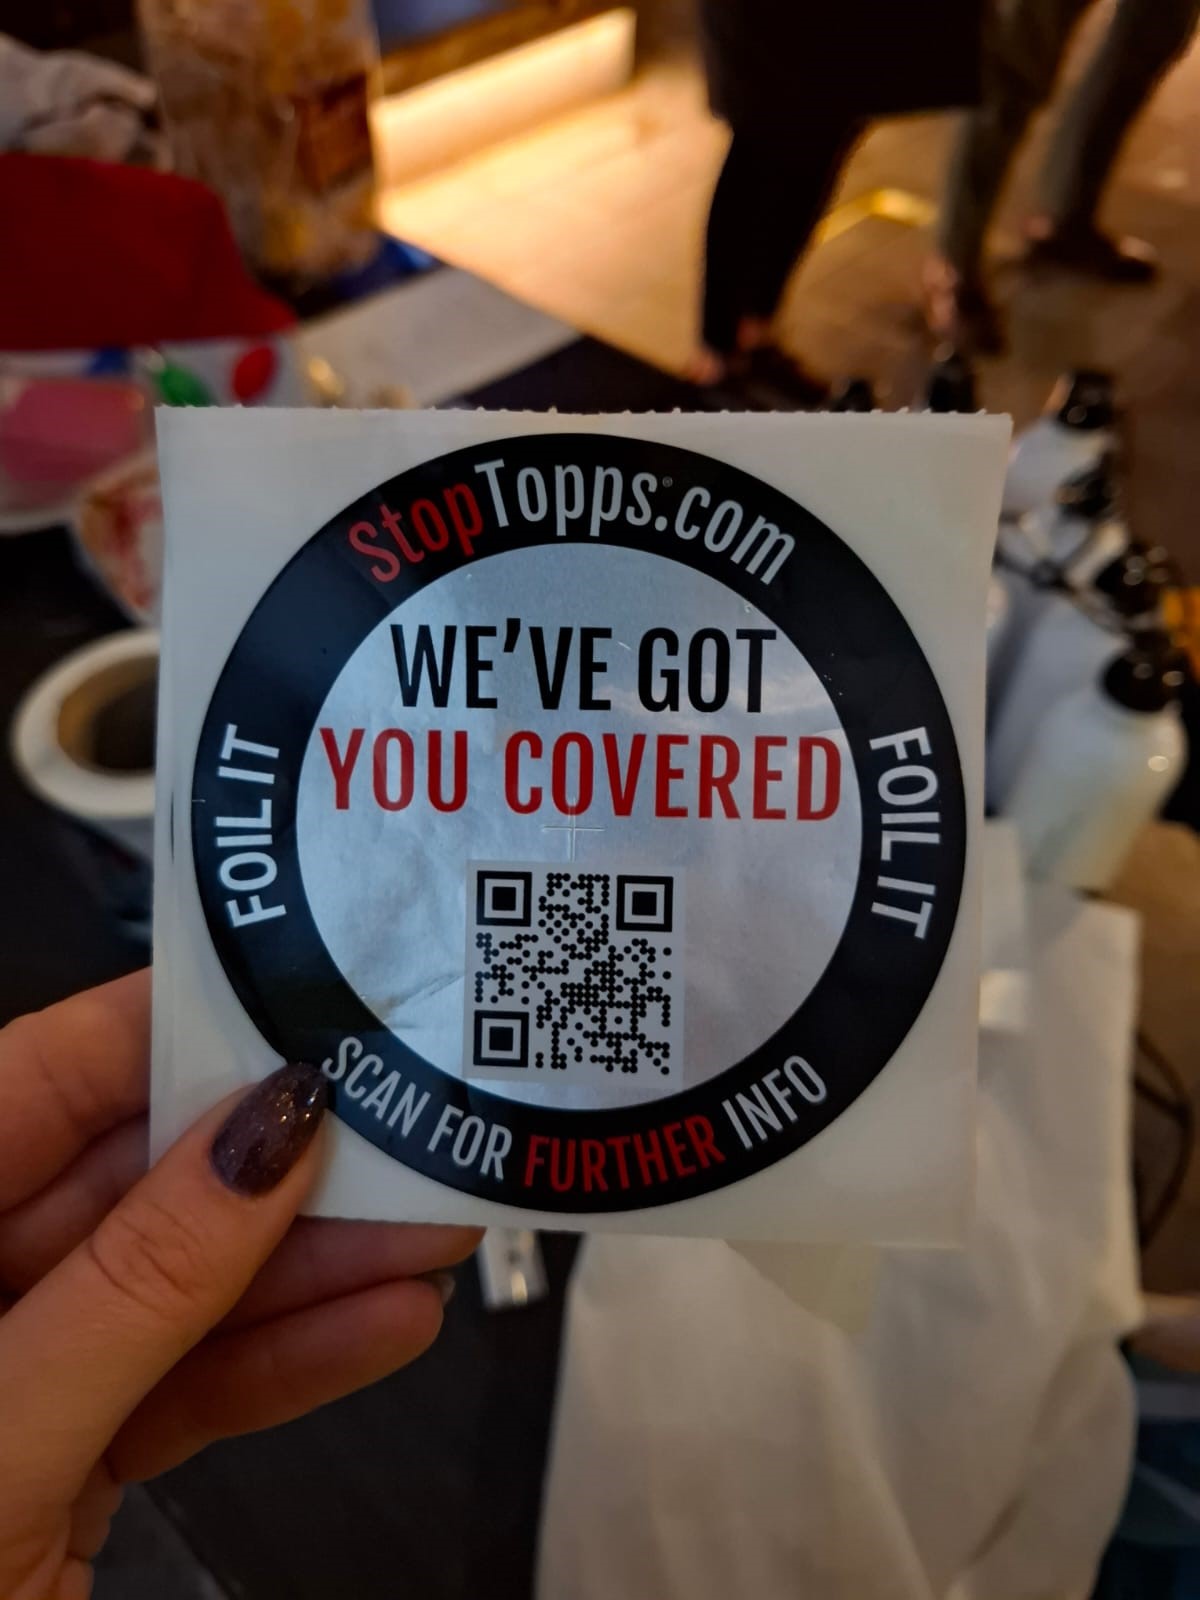 StopTopps®.com
WE'VE GOT
YOU COVERED
FOIL IT
FOIL IT
SCAN FOR FURTHER INFO